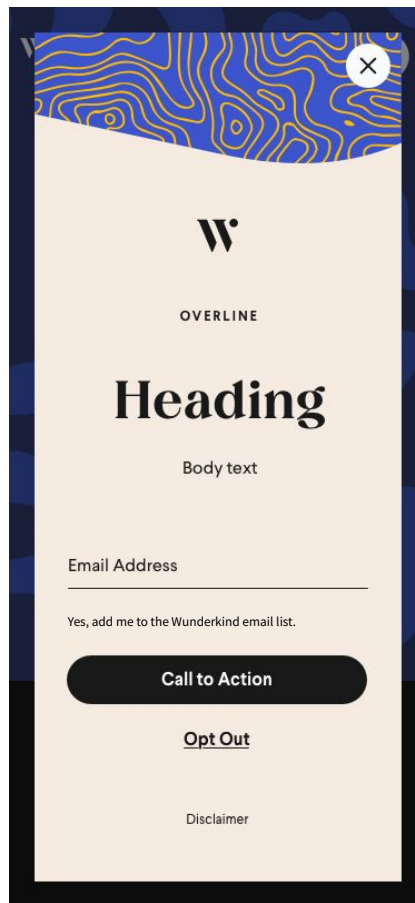 W
OVERLINE
Heading
Body text
Email Address
Yes, add me to the Wunderkind email list.
Call to Action
Opt Out
Disclaimer